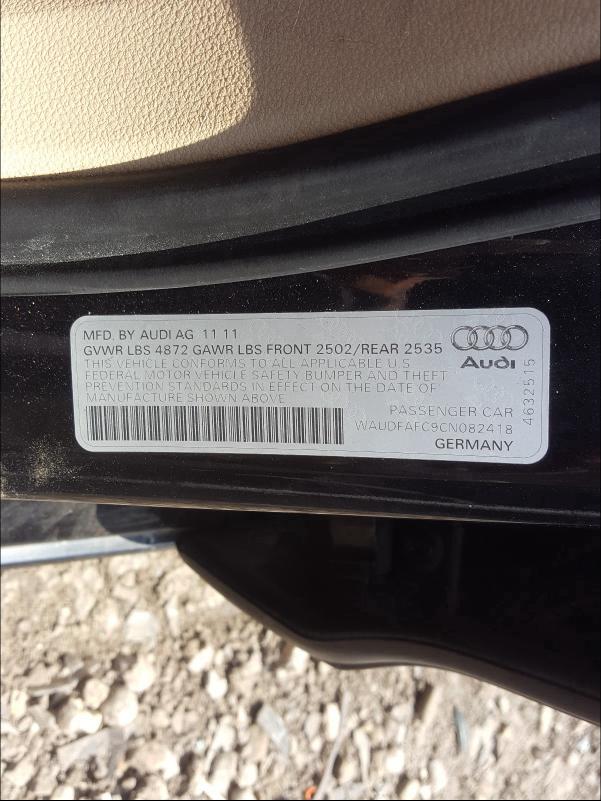 MFD. BY AUDI AG 11 11
GVWR LBS 4872 GAWR LBS FRONT 2502/REAR 2535
THIS VEHICLE CONFORMS TO ALL APPLICABLE U.S
FEDERAL MOTOR VEHICLE SAFETY BUMPER AND THEFT
PREVENTION STANDARDS IN EFFECT ON THE DATE OF
MANUFACTURE SHOWN ABOVE
PASSENGER CAR
WAUDFAFC9CN082418
GERMANY
Audi
4632515